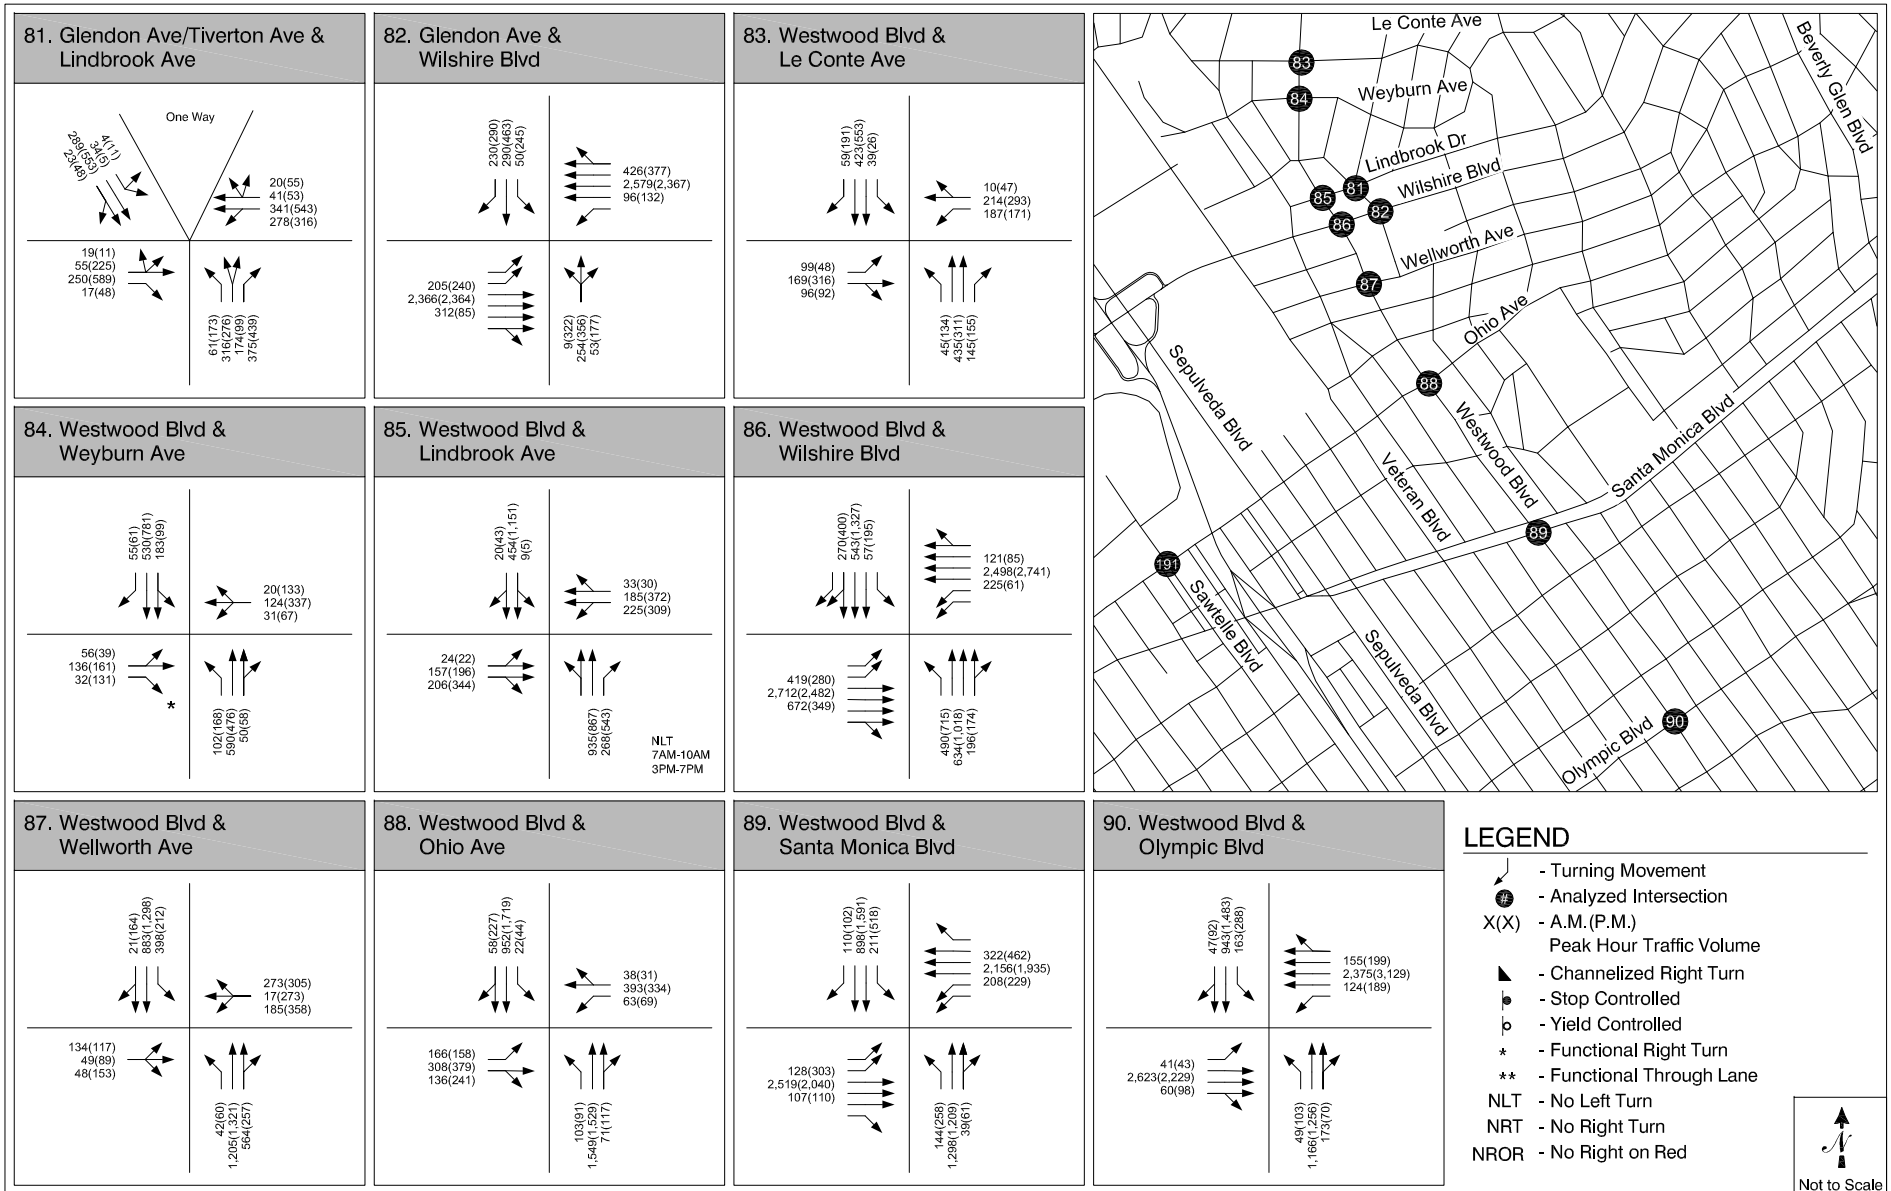 81. Glendon Ave/Tiverton Ave &
Lindbrook Ave
One Way
4(11)
34(5)
289(553)
23(48)
20(55)
41(53)
341(543)
278(316)
19(11)
55(225)
250(589)
17(48)
61(173)
316(276)
174(99)
375(439)
82. Glendon Ave &
Wilshire Blvd
230(290)
290(463)
50(245)
426(377)
2,579(2,367)
96(132)
205(240)
2,366(2,364)
312(85)
9(322)
254(356)
53(177)
83. Westwood Blvd &
Le Conte Ave
59(191)
423(553)
39(26)
10(47)
214(293)
187(171)
99(48)
169(316)
96(92)
45(134)
435(311)
145(155)
84. Westwood Blvd &
Weyburn Ave
55(61)
530(781)
183(99)
20(133)
124(337)
31(67)
56(39)
136(161)
32(131)
*
102(168)
590(476)
50(58)
85. Westwood Blvd &
Lindbrook Ave
20(43)
454(1,151)
9(5)
33(30)
185(372)
225(309)
24(22)
157(196)
206(344)
935(867)
268(543)
NLT
7AM-10AM
3PM-7PM
86. Westwood Blvd &
Wilshire Blvd
270(400)
543(1,327)
57(195)
121(85)
2,498(2,741)
225(61)
419(280)
2,712(2,482)
672(349)
490(715)
634(1,018)
196(174)
87. Westwood Blvd &
Wellworth Ave
21(164)
883(1,298)
398(212)
273(305)
17(273)
185(358)
134(117)
49(89)
48(153)
42(60)
1,205(1,321)
564(257)
88. Westwood Blvd &
Ohio Ave
58(227)
952(1,719)
22(44)
38(31)
393(334)
63(69)
166(158)
308(379)
136(241)
103(91)
1,549(1,529)
71(117)
89. Westwood Blvd &
Santa Monica Blvd
110(102)
898(1,591)
211(518)
322(462)
2,156(1,935)
208(229)
128(303)
2,519(2,040)
107(110)
144(258)
1,298(1,209)
39(61)
90. Westwood Blvd &
Olympic Blvd
47(92)
943(1,483)
163(288)
155(199)
2,375(3,129)
124(189)
41(43)
2,623(2,229)
60(98)
49(103)
1,166(1,256)
173(70)
Le Conte Ave
Beverly Glen Blvd
83
Weyburn Ave
84
Lindbrook Dr
Wilshire Blvd
81
85
82
86
Wellworth Ave
87
Ohio Ave
Sepulveda Blvd
88
Westwood Blvd
Santa Monica Blvd
Veteran Blvd
89
191
Sawtelle Blvd
Sepulveda Blvd
90
Olympic Blvd
LEGEND
- Turning Movement
# - Analyzed Intersection
X(X) - A.M.(P.M.)
Peak Hour Traffic Volume
- Channelized Right Turn
- Stop Controlled
- Yield Controlled
* - Functional Right Turn
** - Functional Through Lane
NLT - No Left Turn
NRT - No Right Turn
NROR - No Right on Red
N
Not to Scale